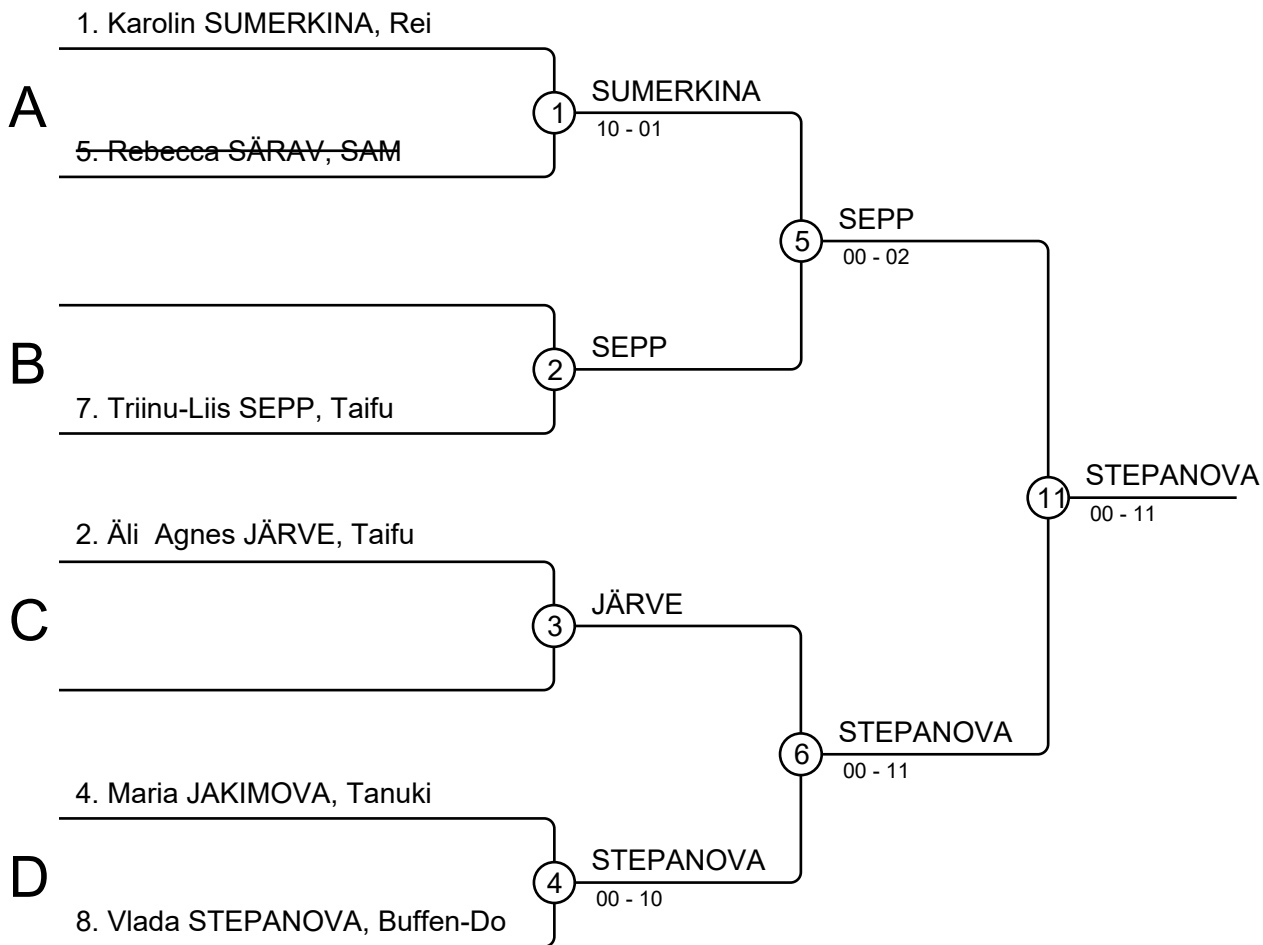 1. Karolin SUMERKINA, Rei
A
1
SUMERKINA
10 - 01
5. Rebecca SÄRAV, SAM
5
SEPP
00 - 02
B
2
SEPP
7. Triinu-Liis SEPP, Taifu
11
STEPANOVA
00 - 11
2. Äli  Agnes JÄRVE, Taifu
C
3
JÄRVE
6
STEPANOVA
00 - 11
4. Maria JAKIMOVA, Tanuki
D
4
STEPANOVA
00 - 10
8. Vlada STEPANOVA, Buffen-Do